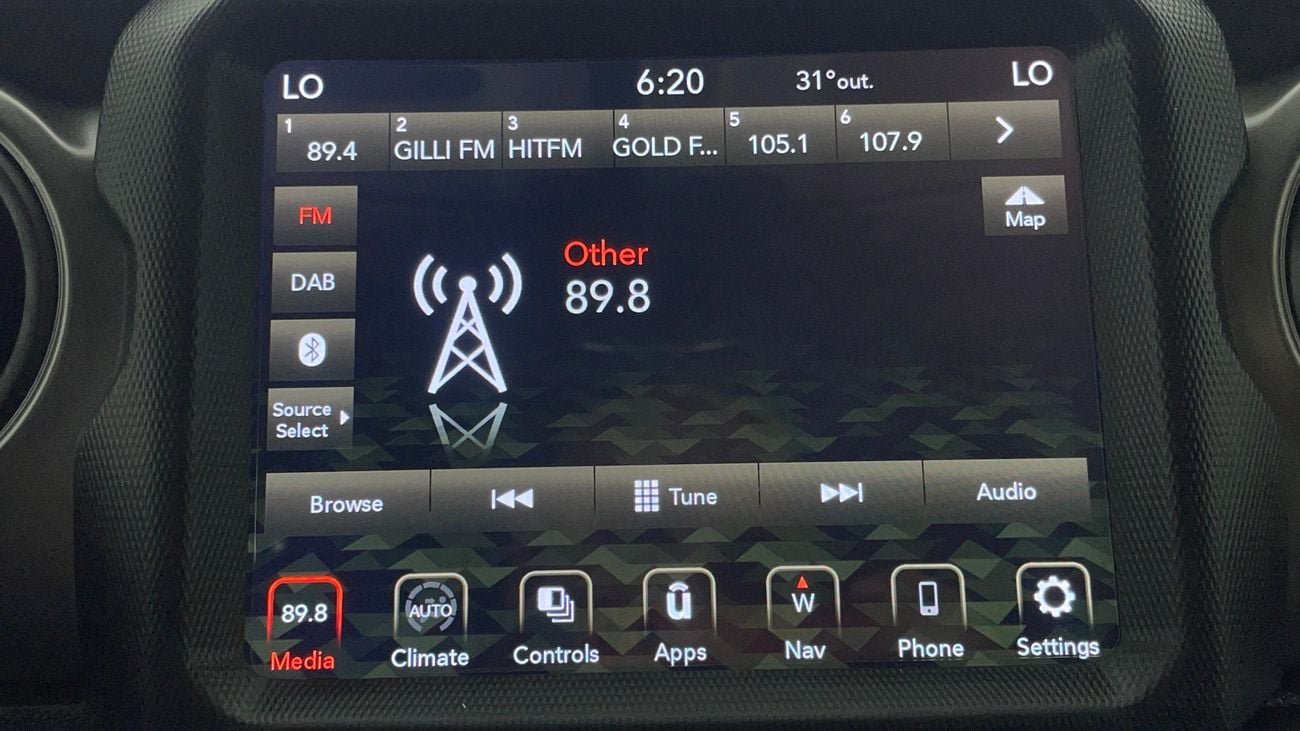 LO 6:20 31°out. LO
1 89.4 2 GILLI FM 3 HITFM 4 GOLD F... 5 105.1 6 107.9
FM
Map
Other
DAB
89.8
Source
Select
Browse Tune Audio
89.8 AUTO û W
Media Climate Controls Apps Nav Phone Settings